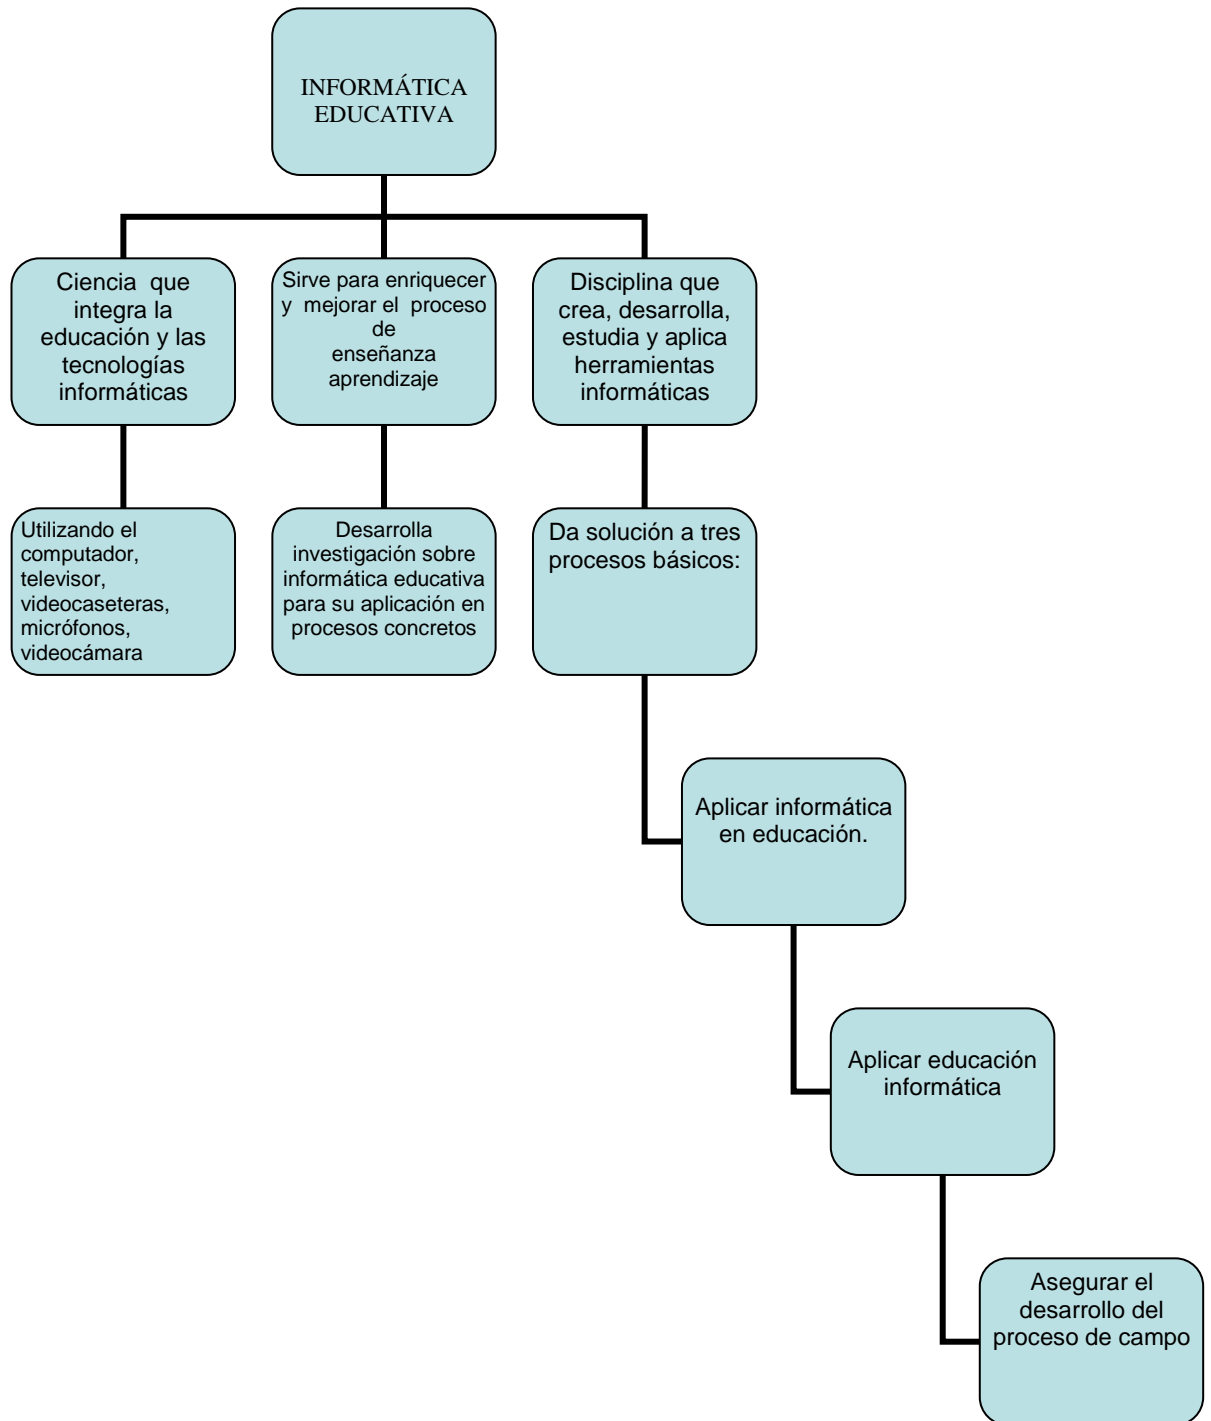 INFORMÁTICA
EDUCATIVA
Ciencia que
integra la
educación y las
tecnologías
informáticas
Sirve para enriquecer
y mejorar el proceso
de
enseñanza
aprendizaje
Disciplina que
crea, desarrolla,
estudia y aplica
herramientas
informáticas
Utilizando el
computador,
televisor,
videocaseteras,
micrófonos,
videocámara
Desarrolla
investigación sobre
informática educativa
para su aplicación en
procesos concretos
Da solución a tres
procesos básicos:
Aplicar informática
en educación.
Aplicar educación
informática
Asegurar el
desarrollo del
proceso de campo